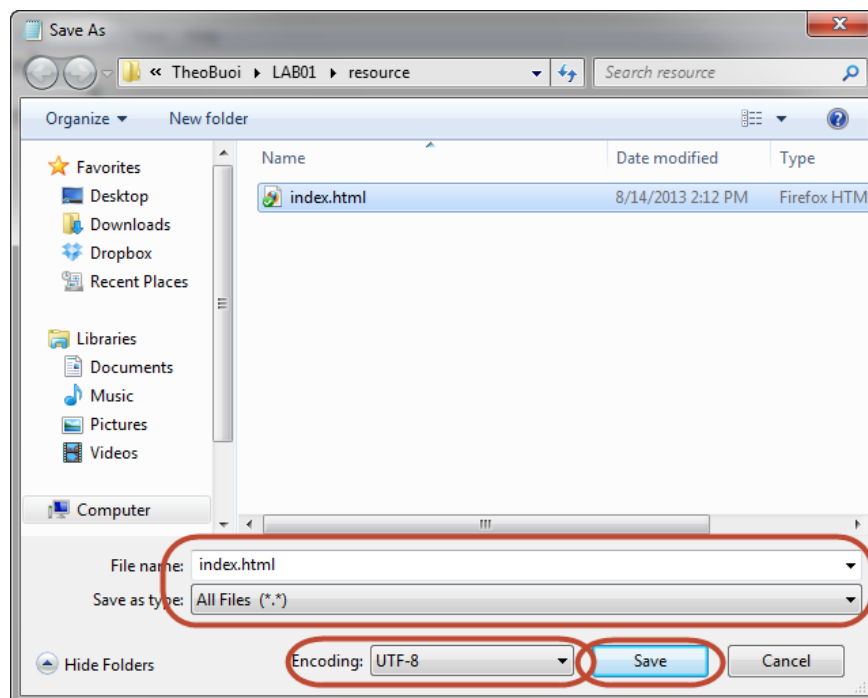 Save As
« TheoBuoi ▸ LAB01 ▸ resource
Search resource
Organize
New folder
Favorites
Desktop
Downloads
Dropbox
Recent Places
Libraries
Documents
Music
Pictures
Videos
Computer
Name Date modified Type
index.html 8/14/2013 2:12 PM Firefox HTM
File name: index.html
Save as type: All Files (*.*)
Hide Folders
Encoding: UTF-8
Save
Cancel